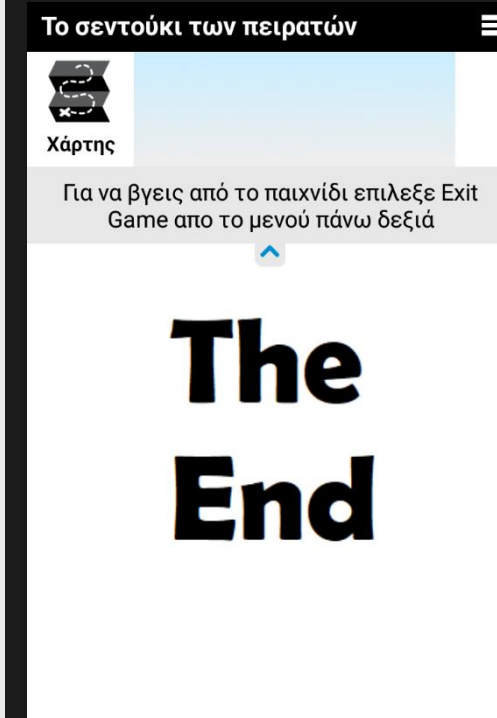 Το σεντούκι των πειρατών
Χάρτης
Για να βγεις από το παιχνίδι επιλεξε Exit
Game απο το μενού πάνω δεξιά
The
End